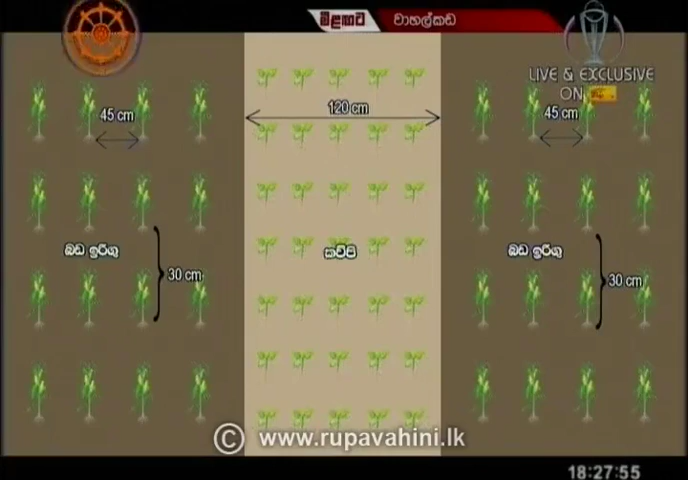 මීළඟට වාහල්කඩ
LIVE & EXCLUSIVE
ON
45 cm
120 cm
45 cm
බඩ ඉරිඟු
කව්පි
බඩ ඉරිඟු
30 cm
30 cm
© www.rupavahini.lk
18:27:55